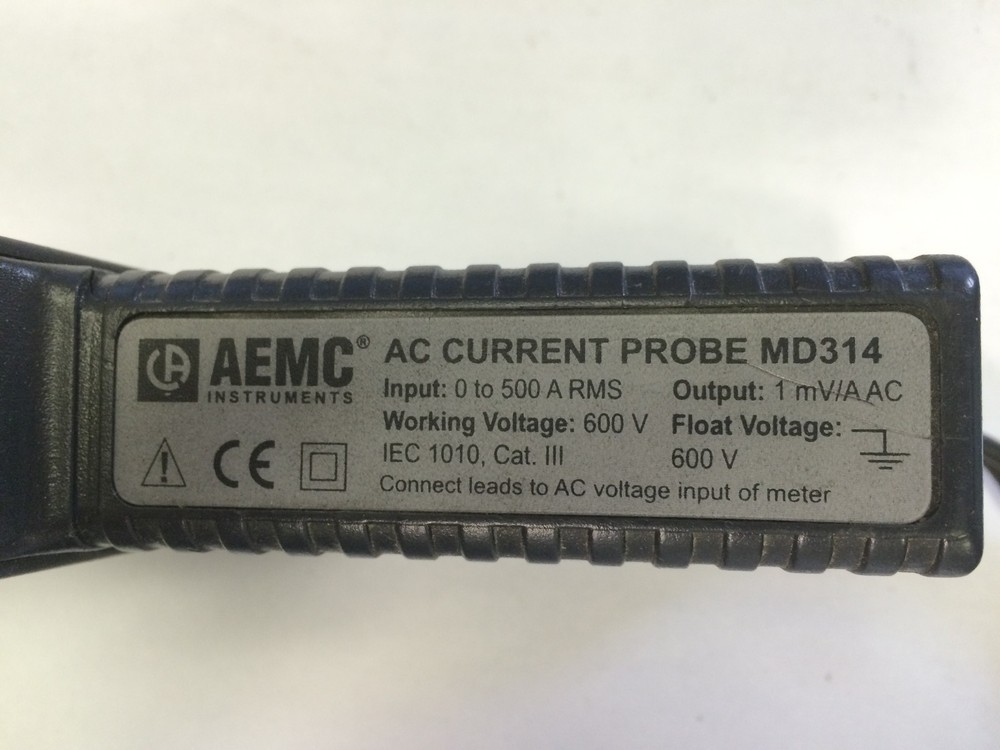 AEMC®
INSTRUMENTS
AC CURRENT PROBE MD314
Input: 0 to 500 A RMS Output: 1 mV/A AC
Working Voltage: 600 V Float Voltage:
IEC 1010, Cat. III 600 V
Connect leads to AC voltage input of meter
CE